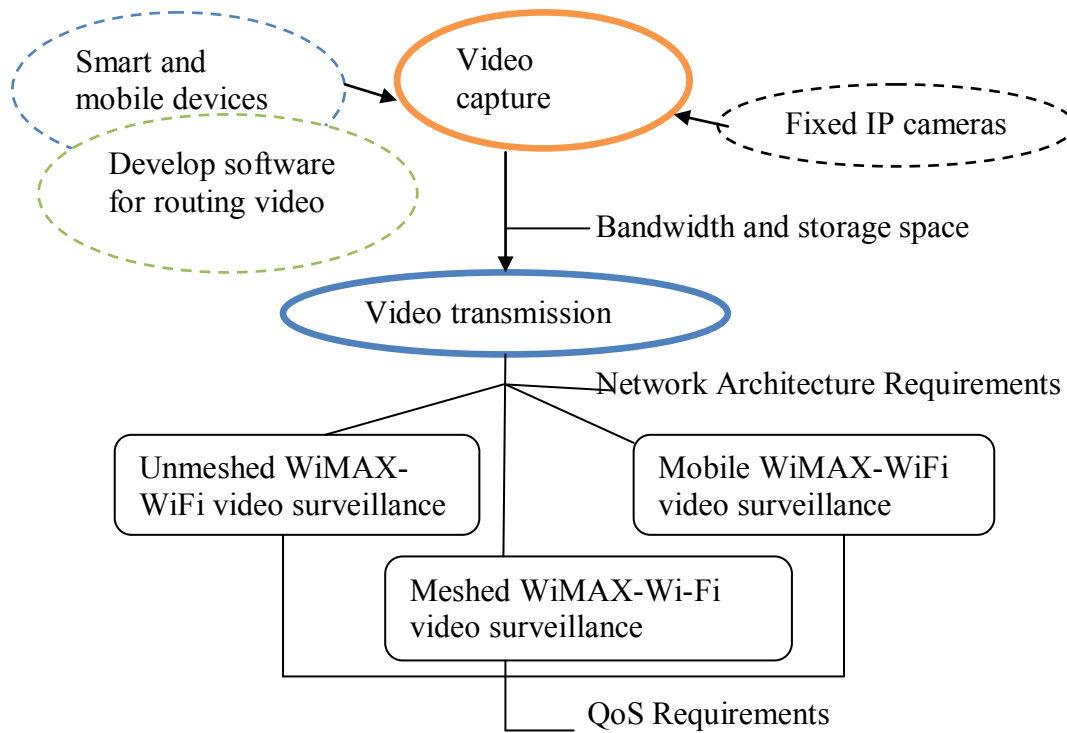 Smart and
mobile devices
Video
capture
Fixed IP cameras
Develop software
for routing video
Bandwidth and storage space
Video transmission
Network Architecture Requirements
Unmeshed WiMAX-
WiFi video surveillance
Mobile WiMAX-WiFi
video surveillance
Meshed WiMAX-Wi-Fi
video surveillance
QoS Requirements